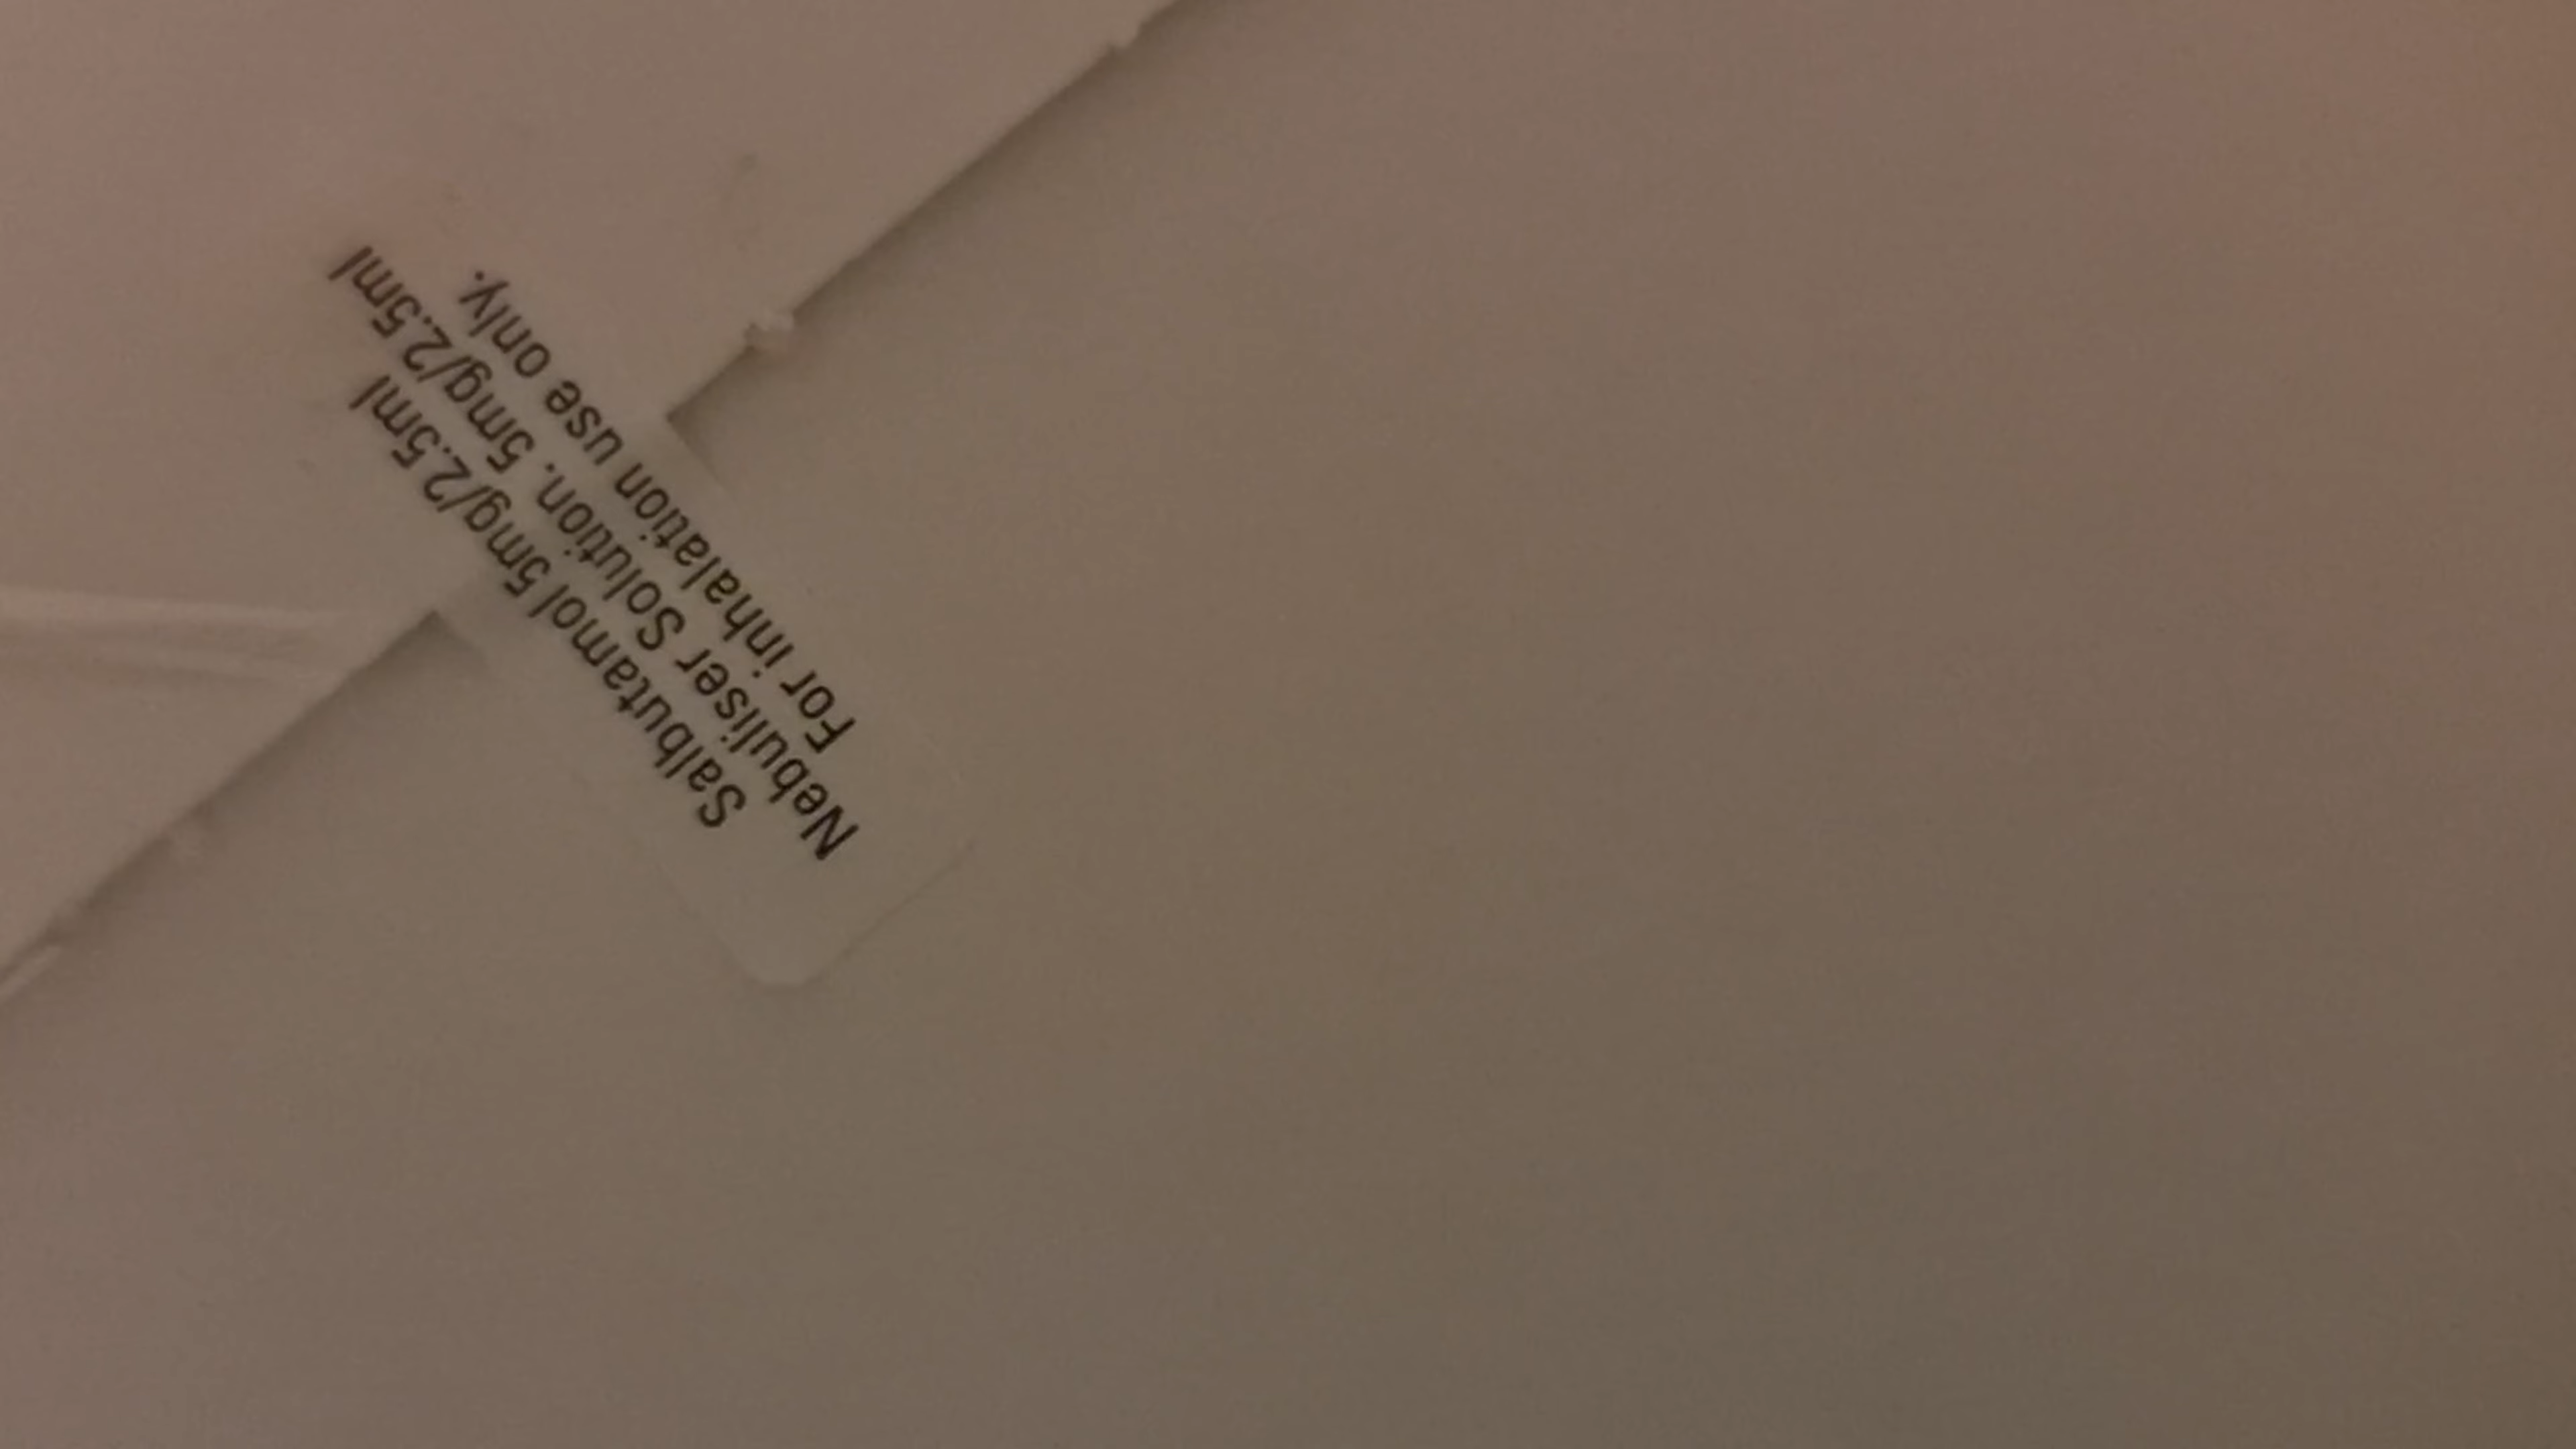 Salbutamol 5mg/2.5ml
Nebuliser Solution. 5mg/2.5ml
For inhalation use only.